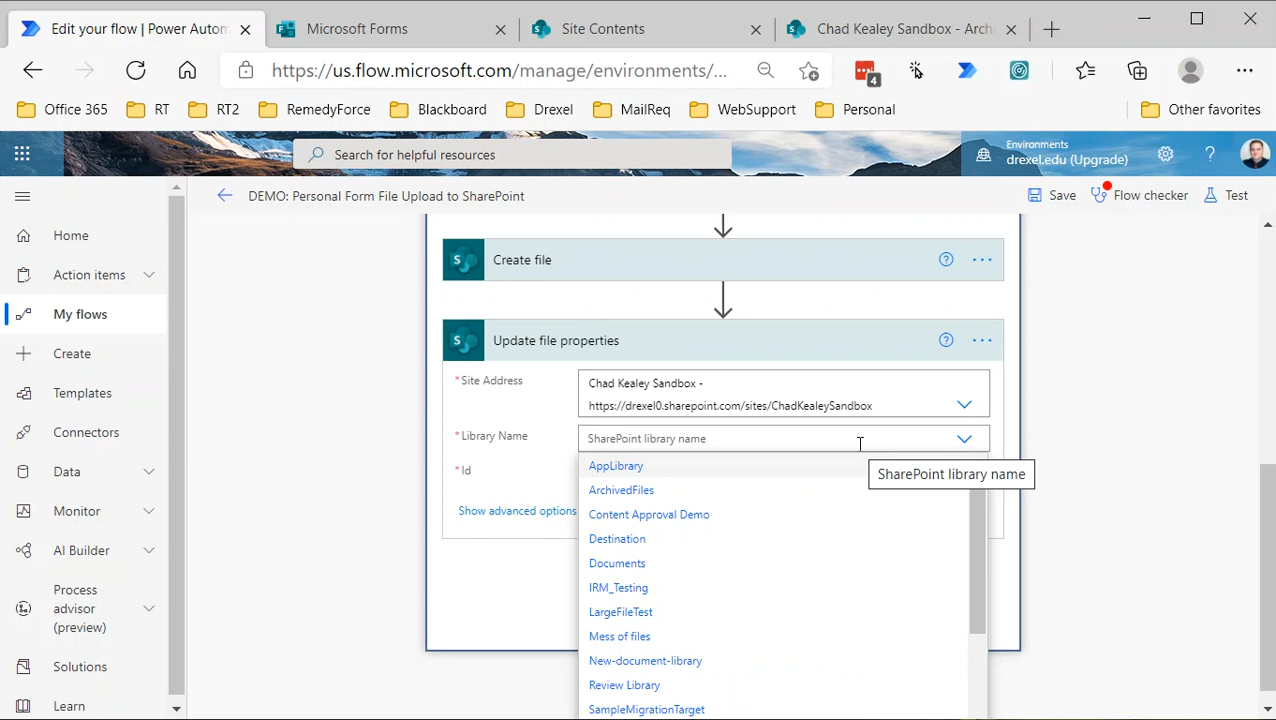 Edit your flow | Power Autom
Microsoft Forms
Site Contents
Chad Kealey Sandbox - Archi
https://us.flow.microsoft.com/manage/environments/...
4
Office 365
RT
RT2
RemedyForce
Blackboard
Drexel
MailReq
WebSupport
Personal
Other favorites
Search for helpful resources
Environments
drexel.edu (Upgrade)
DEMO: Personal Form File Upload to SharePoint
Save
Flow checker
Test
Home
Action items
My flows
Create
Templates
Connectors
Data
Monitor
AI Builder
Process
advisor
(preview)
Solutions
Learn
Create file
Update file properties
* Site Address
Chad Kealey Sandbox -
https://drexel0.sharepoint.com/sites/ChadKealeySandbox
* Library Name
SharePoint library name
SharePoint library name
* Id
Show advanced options
AppLibrary
ArchivedFiles
Content Approval Demo
Destination
Documents
IRM_Testing
LargeFileTest
Mess of files
New-document-library
Review Library
SampleMigrationTarget